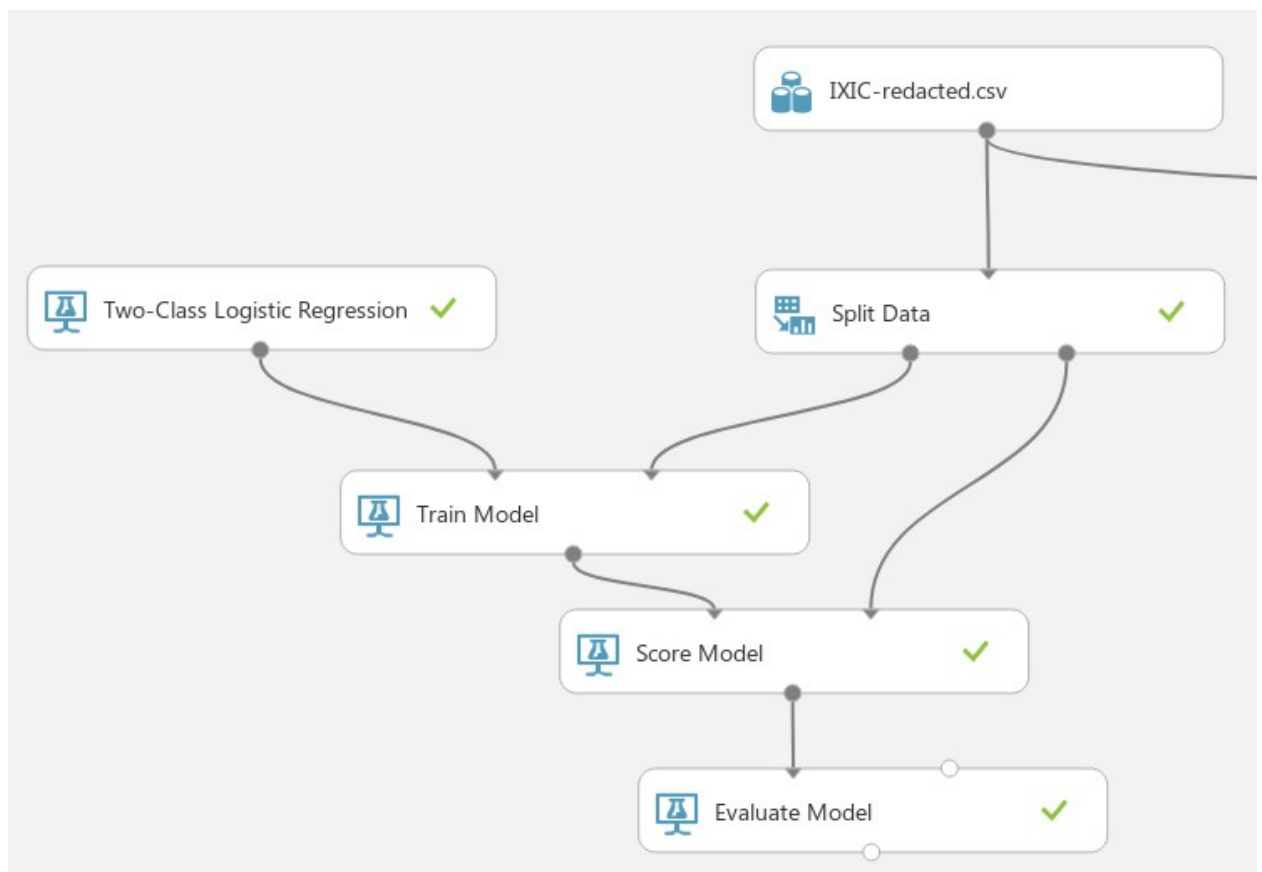 IXIC-redacted.csv
Two-Class Logistic Regression
Split Data
Train Model
Score Model
Evaluate Model